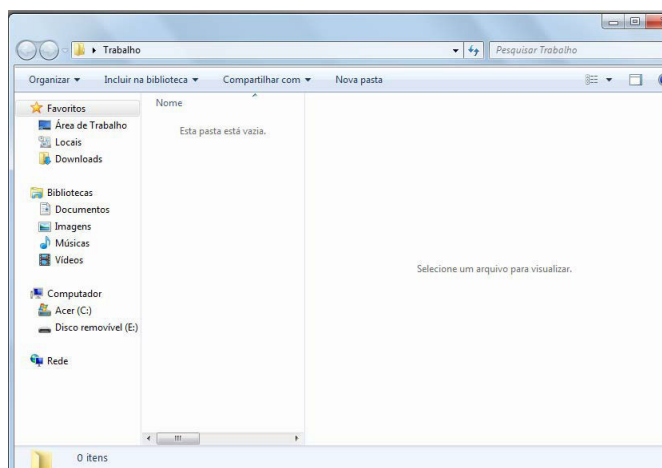 Trabalho
Pesquisar Trabalho
Organizar
Incluir na biblioteca
Compartilhar com
Nova pasta
Favoritos
Área de Trabalho
Locais
Downloads
Bibliotecas
Documentos
Imagens
Músicas
Vídeos
Computador
Acer (C:)
Disco removível (E:)
Rede
Nome
Esta pasta está vazia.
Selecione um arquivo para visualizar.
0 itens